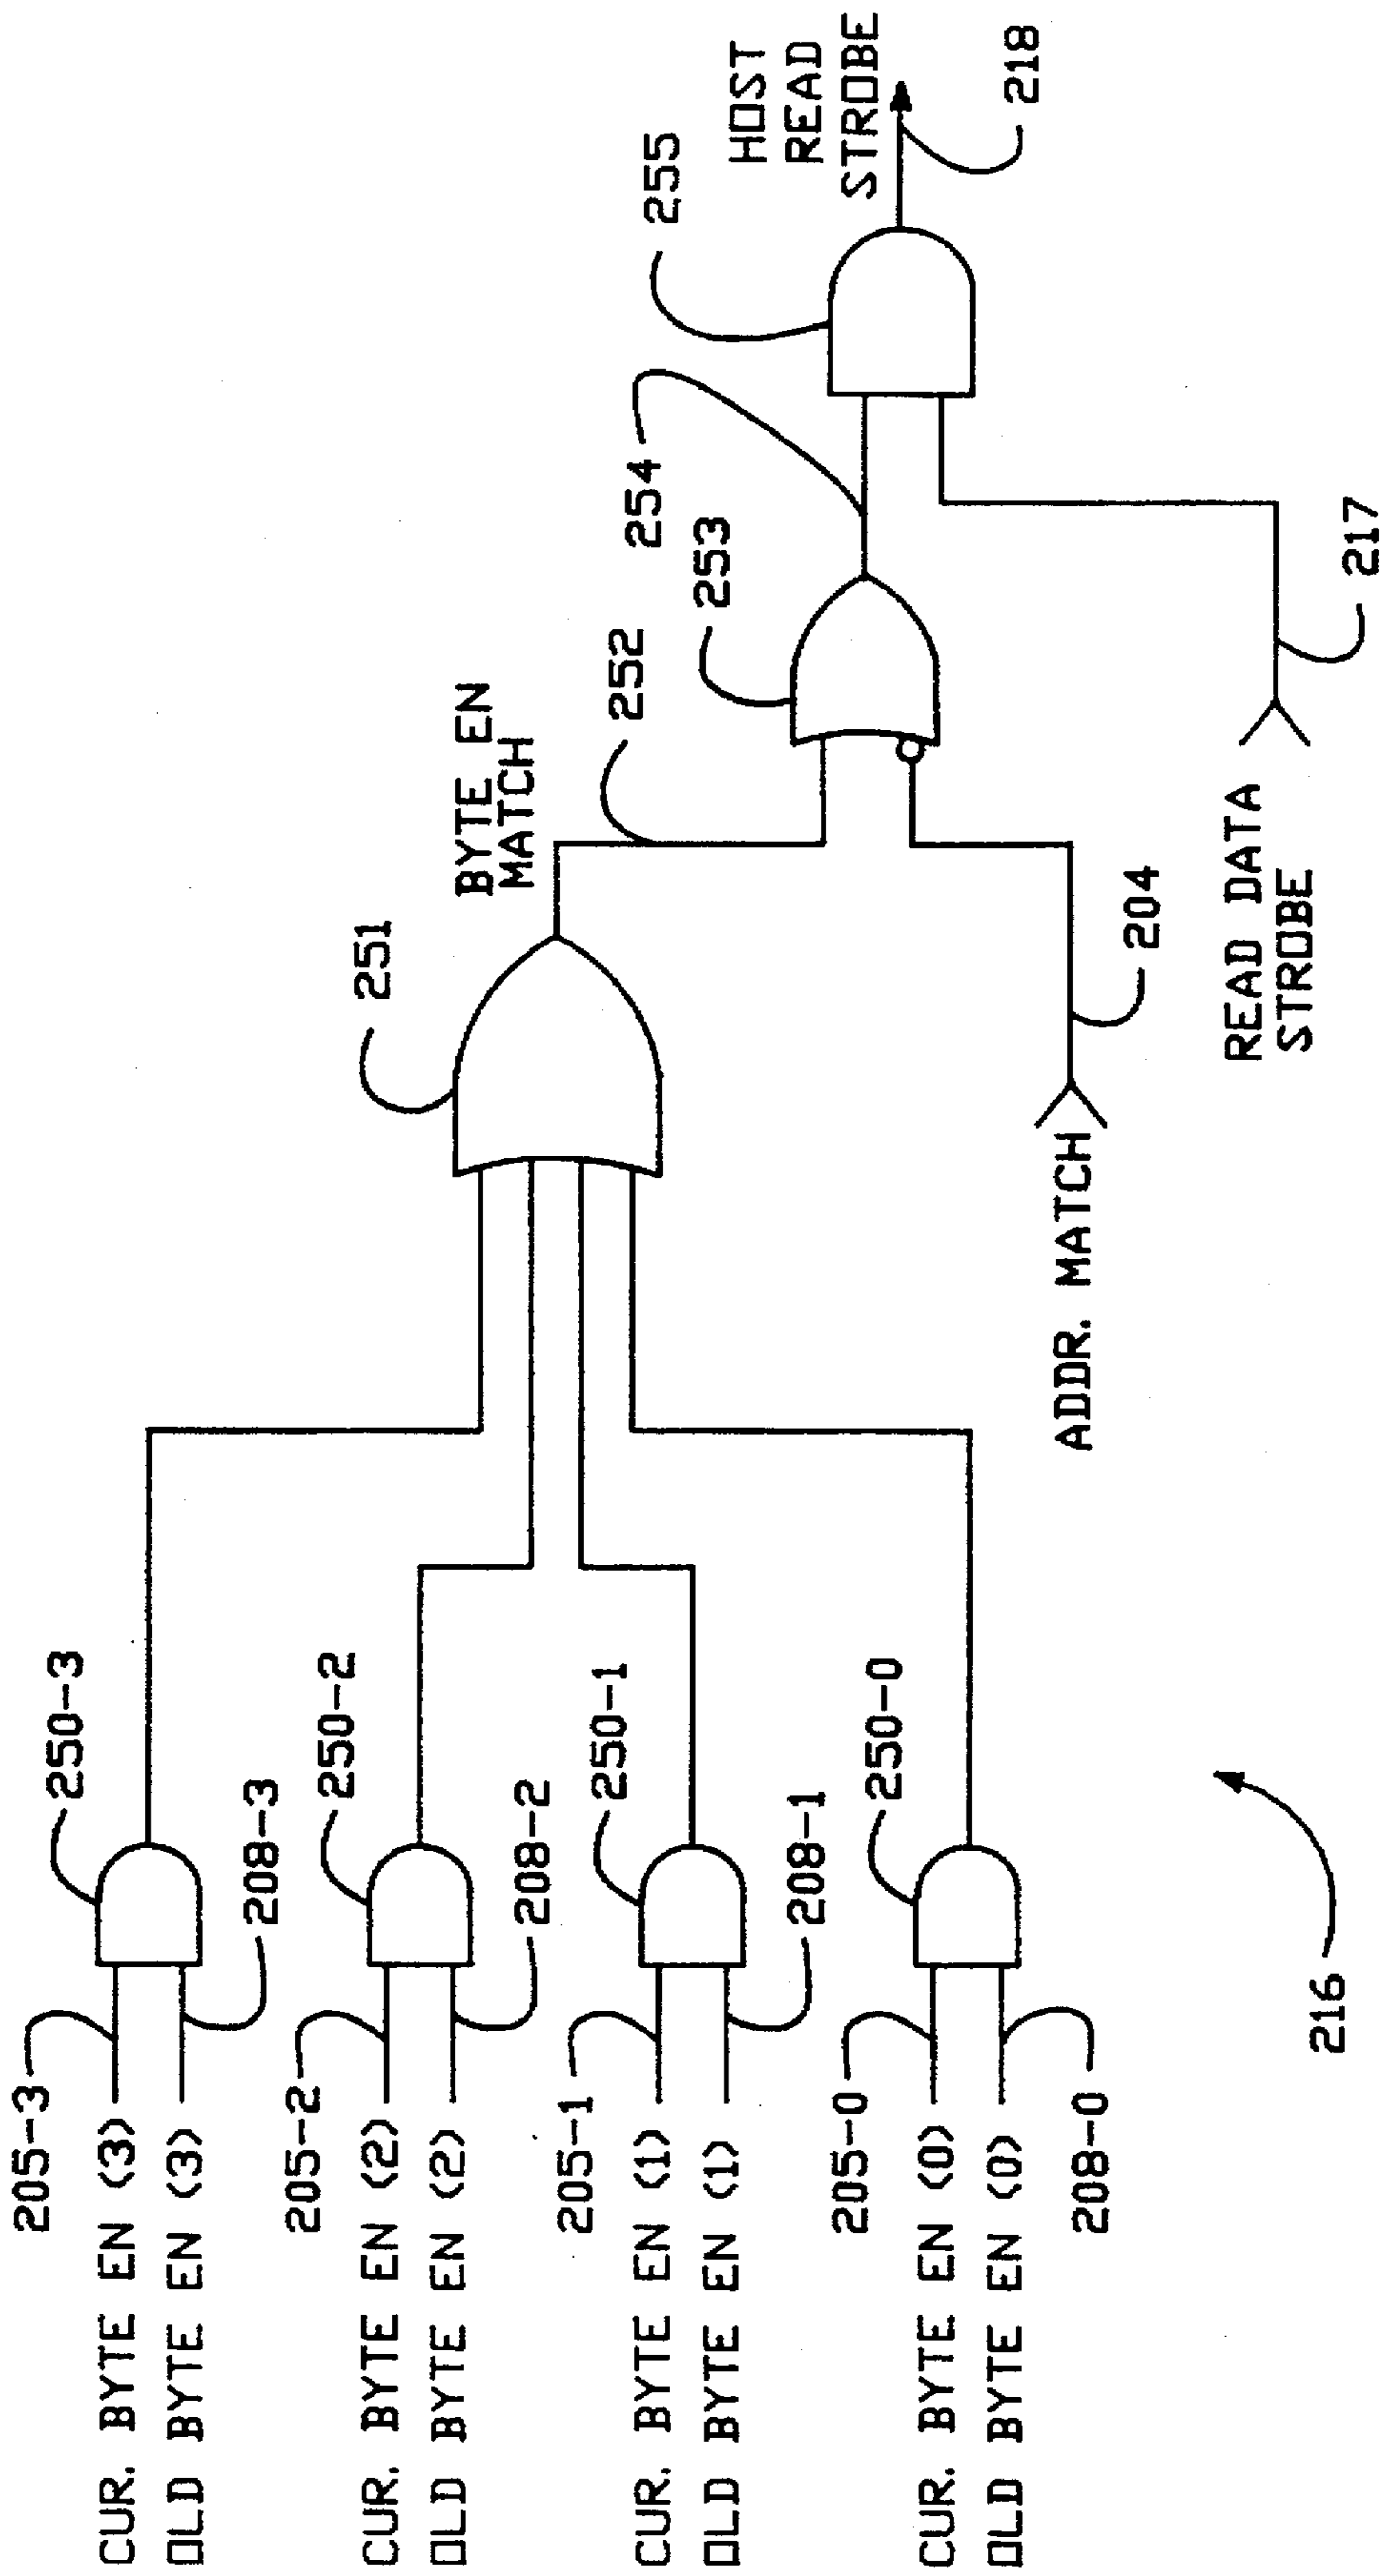 205-3
CUR. BYTE EN (3)
OLD BYTE EN (3)
208-3
250-3
205-2
CUR. BYTE EN (2)
OLD BYTE EN (2)
208-2
250-2
205-1
CUR. BYTE EN (1)
OLD BYTE EN (1)
208-1
250-1
205-0
CUR. BYTE EN (0)
OLD BYTE EN (0)
208-0
250-0
251
BYTE EN
MATCH
252
253
254
255
HOST
READ
STROBE
218
ADDR. MATCH
204
READ DATA
STROBE
217
216